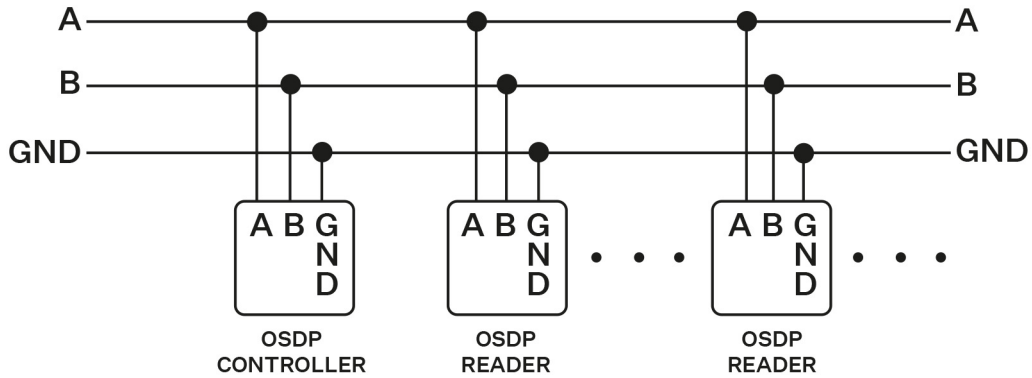 A A
B B
GND GND
A B G
N
D
A B G
N
D
A B G
N
D
OSDP
CONTROLLER
OSDP
READER
OSDP
READER